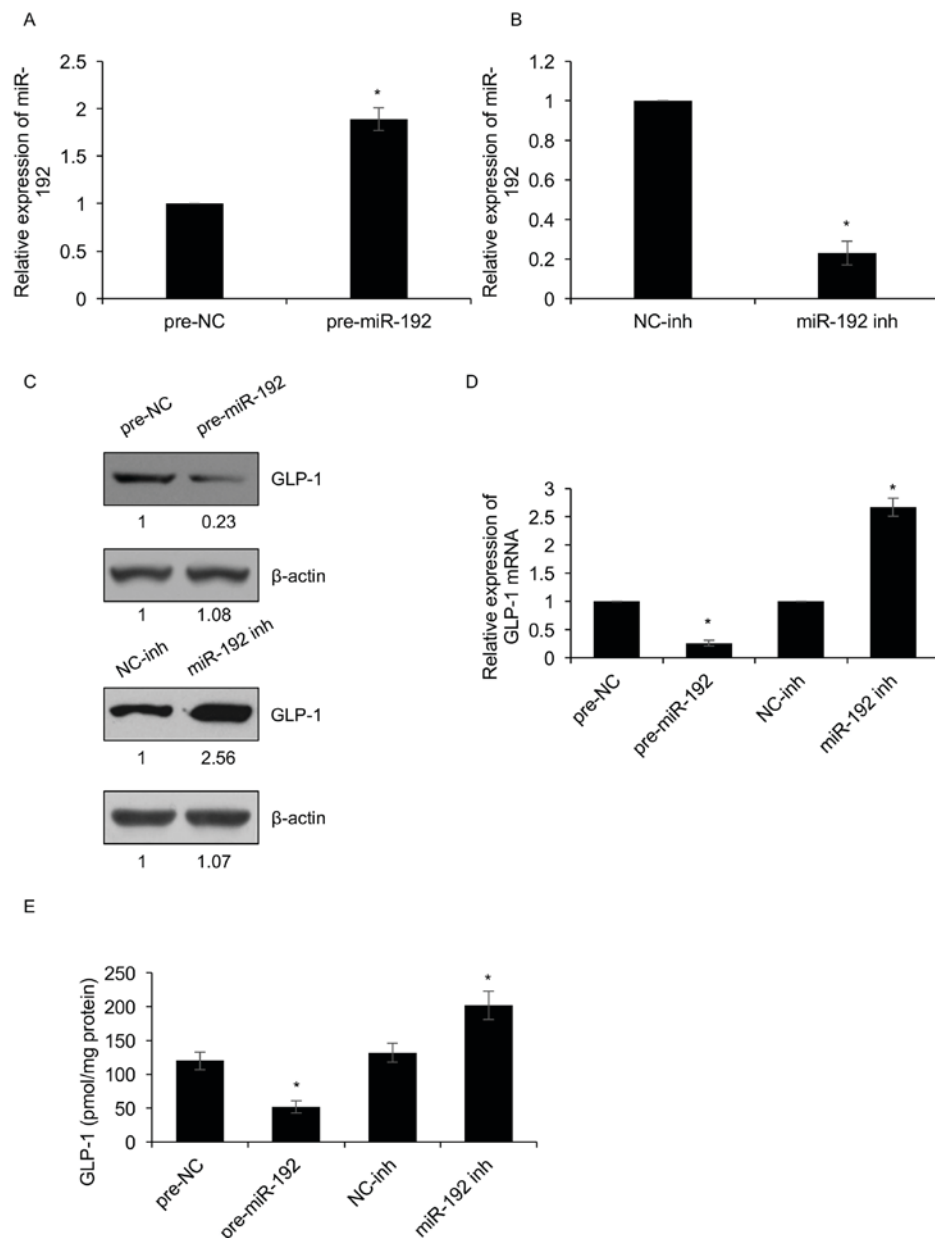 A
Relative expression of miR-
192
2.5
2
1.5
1
0.5
0
*
pre-NC pre-miR-192
B
Relative expression of miR-
192
1.2
1
0.8
0.6
0.4
0.2
0
*
NC-inh miR-192 inh
C
pre-NC pre-miR-192
GLP-1
1 0.23
β-actin
1 1.08
NC-inh miR-192 inh
GLP-1
1 2.56
β-actin
1 1.07
D
Relative expression of
GLP-1 mRNA
3
2.5
2
1.5
1
0.5
0
*
*
pre-NC pre-miR-192 NC-inh miR-192 inh
E
GLP-1 (pmol/mg protein)
250
200
150
100
50
0
*
*
pre-NC pre-miR-192 NC-inh miR-192 inh